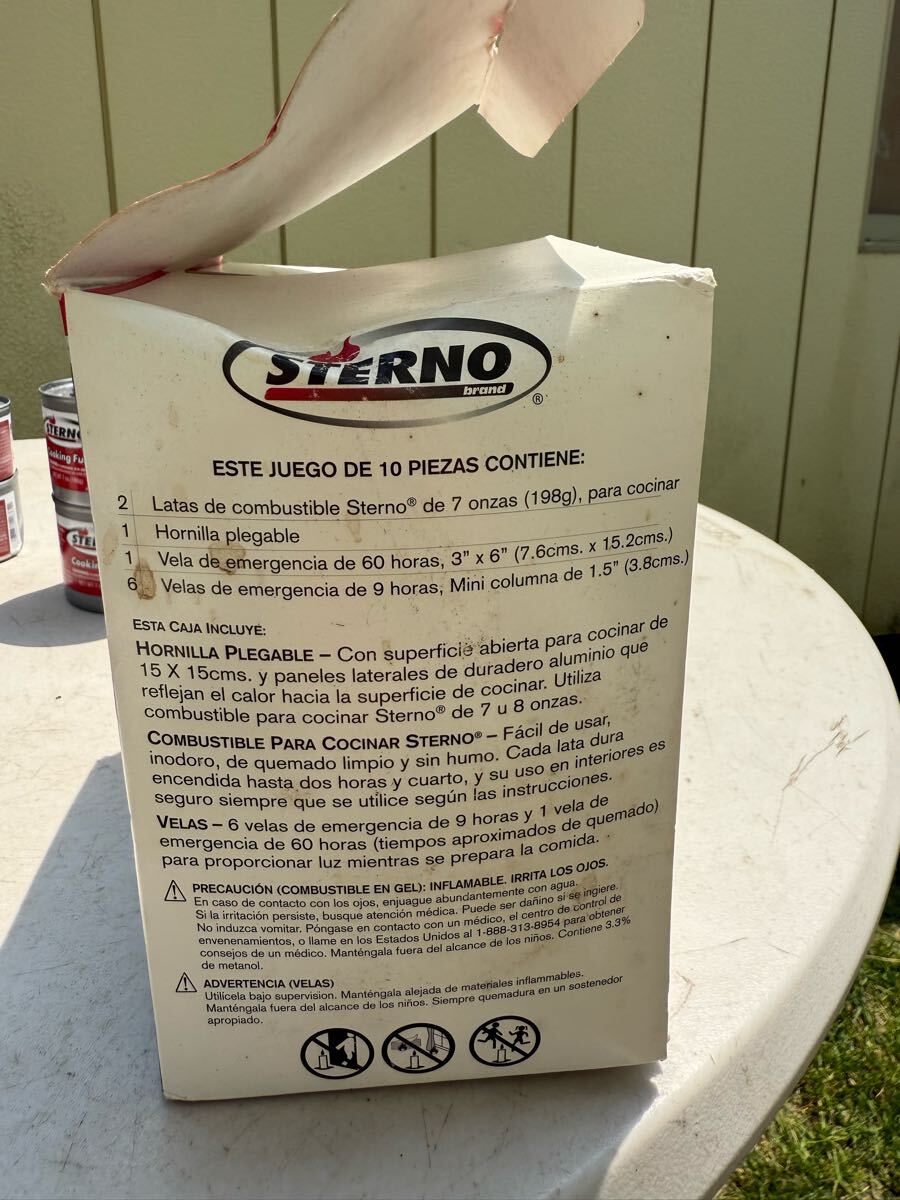 STERNO
brand
®
ESTE JUEGO DE 10 PIEZAS CONTIENE:
2 Latas de combustible Sterno® de 7 onzas (198g), para cocinar
1 Hornilla plegable
1 Vela de emergencia de 60 horas, 3” x 6” (7.6cms. x 15.2cms.)
6 Velas de emergencia de 9 horas, Mini columna de 1.5” (3.8cms.)
ESTA CAJA INCLUYE:
HORNILLA PLEGABLE – Con superficie abierta para cocinar de
15 X 15cms. y paneles laterales de duradero aluminio que
reflejan el calor hacia la superficie de cocinar. Utiliza
combustible para cocinar Sterno® de 7 u 8 onzas.
COMBUSTIBLE PARA COCINAR STERNO® – Fácil de usar,
inodoro, de quemado limpio y sin humo. Cada lata dura
encendida hasta dos horas y cuarto, y su uso en interiores es
seguro siempre que se utilice según las instrucciones.
VELAS – 6 velas de emergencia de 9 horas y 1 vela de
emergencia de 60 horas (tiempos aproximados de quemado)
para proporcionar luz mientras se prepara la comida.
PRECAUCIÓN (COMBUSTIBLE EN GEL): INFLAMABLE. IRRITA LOS OJOS.
En caso de contacto con los ojos, enjuague abundantemente con agua.
Si la irritación persiste, busque atención médica. Puede ser dañino si se ingiere.
No induzca vomitar. Póngase en contacto con un médico, el centro de control de
envenenamientos, o llame en los Estados Unidos al 1-888-313-8954 para obtener
consejos de un médico. Manténgala fuera del alcance de los niños. Contiene 3.3%
de metanol.
ADVERTENCIA (VELAS)
Utilicela bajo supervision. Manténgala alejada de materiales inflammables.
Manténgala fuera del alcance de los niños. Siempre quemadura en un sostenedor
apropiado.
STERN
oking Fu
STE
Cooki